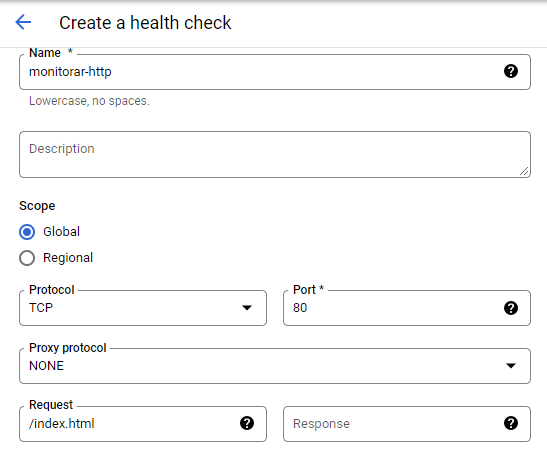 Create a health check
Name *
monitorar-http
Lowercase, no spaces.
Description
Scope
Global
Regional
Protocol
TCP
Port *
80
Proxy protocol
NONE
Request
/index.html
Response